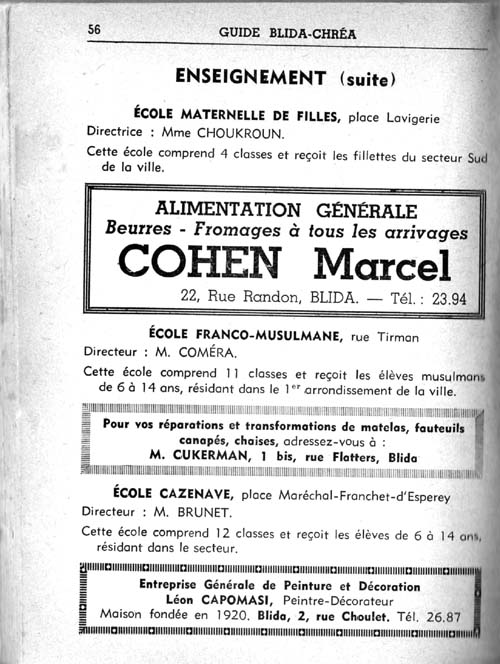 56
GUIDE BLIDA-CHRÉA
ENSEIGNEMENT (suite)
ÉCOLE MATERNELLE DE FILLES, place Lavigerie
Directrice : Mme CHOUKROUN.
Cette école comprend 4 classes et reçoit les fillettes du secteur Sud
de la ville.
ALIMENTATION GÉNÉRALE
Beurres - Fromages à tous les arrivages
COHEN Marcel
22, Rue Randon, BLIDA. — Tél. : 23.94
ÉCOLE FRANCO-MUSULMANE, rue Tirman
Directeur : M. COMÉRA.
Cette école comprend 11 classes et reçoit les élèves musulmans
de 6 à 14 ans, résidant dans le 1er arrondissement de la ville.
Pour vos réparations et transformations de matelas, fauteuils
canapés, chaises, adressez-vous à :
M. CUKERMAN, 1 bis, rue Flatters, Blida
ÉCOLE CAZENAVE, place Maréchal-Franchet-d'Esperey
Directeur : M. BRUNET.
Cette école comprend 12 classes et reçoit les élèves de 6 à 14 ans,
résidant dans le secteur.
Entreprise Générale de Peinture et Décoration
Léon CAPOMASI, Peintre-Décorateur
Maison fondée en 1920. Blida, 2, rue Choulet. Tél. 26.87